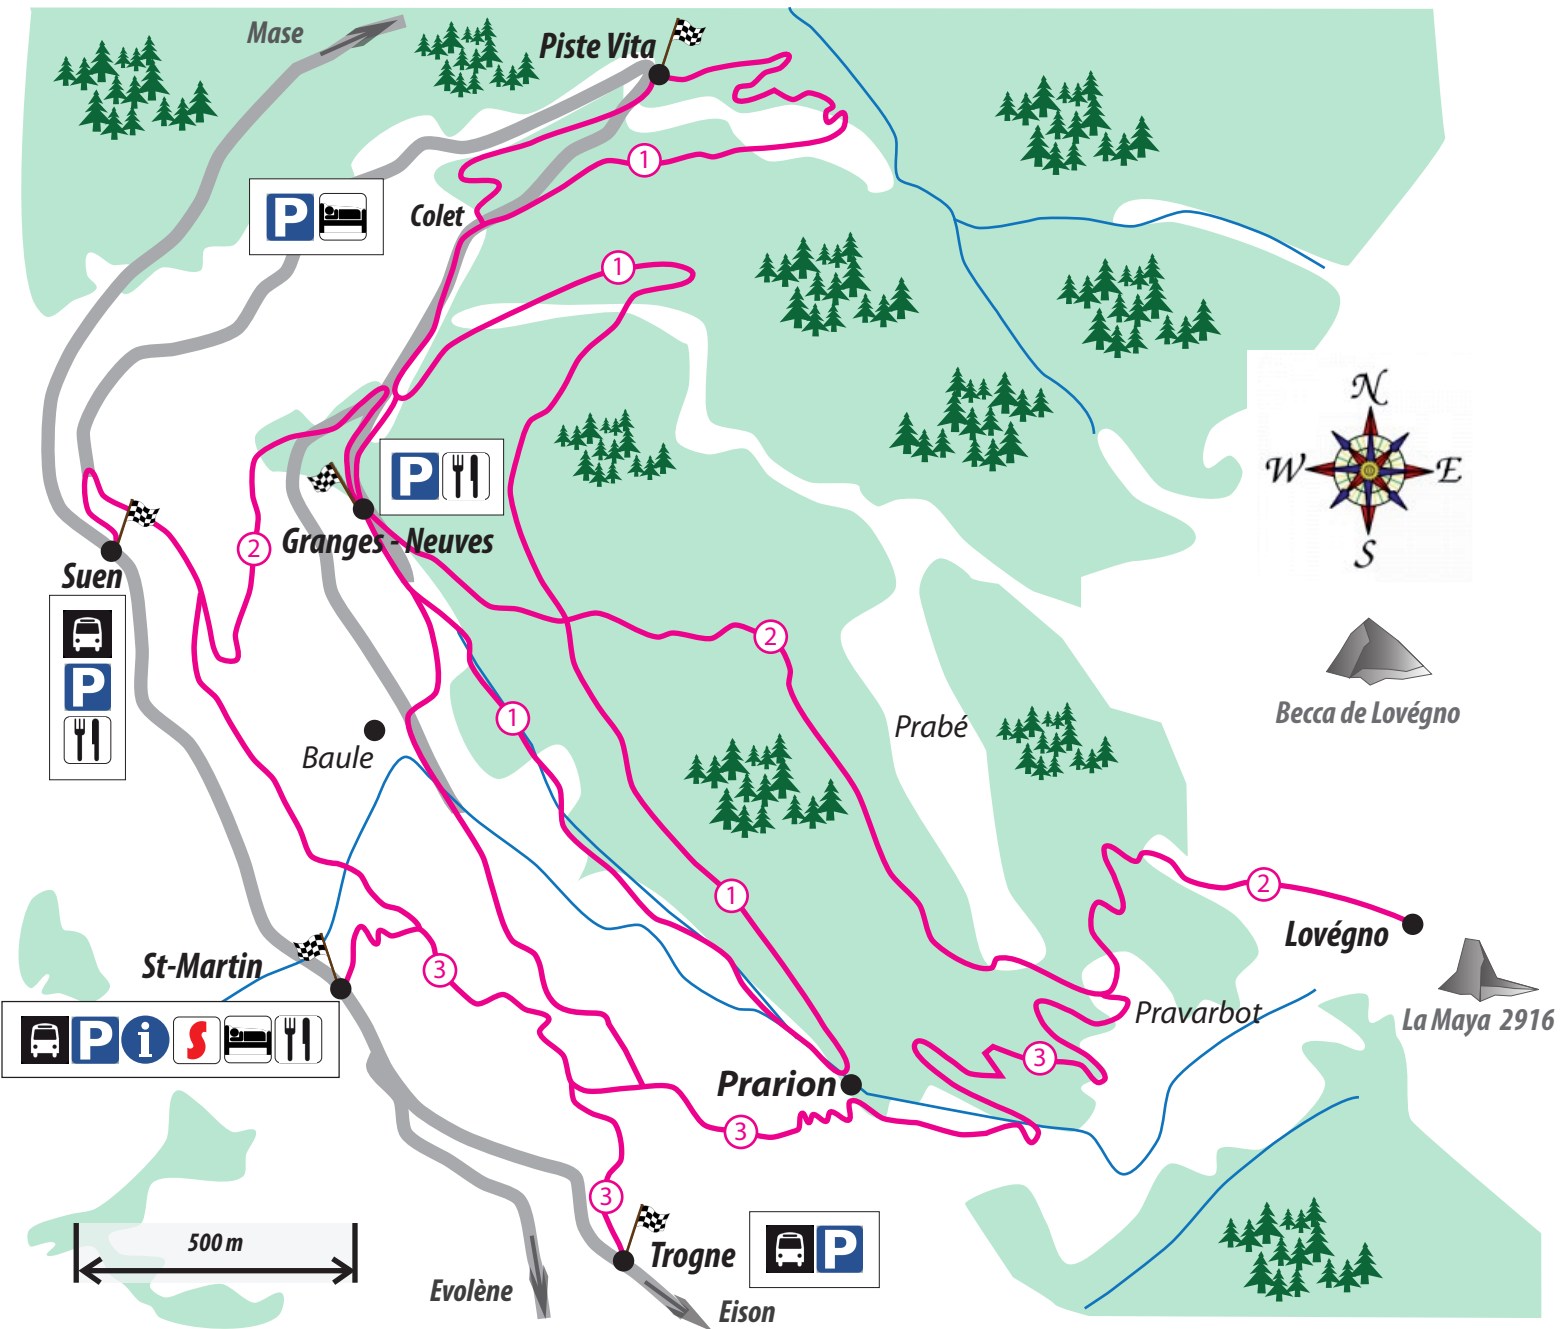 Mase
Piste Vita
1
P
Colet
1
N
P
W
E
S
Granges - Neuves
2
Suen
2
P
1
Prabé
Becca de Lovégno
Baule
1
2
Lovégno
St-Martin
3
Pravarbot
La Maya 2916
P
i
S
3
Prarion
3
3
500 m
Trogne
P
Evolène
Eison